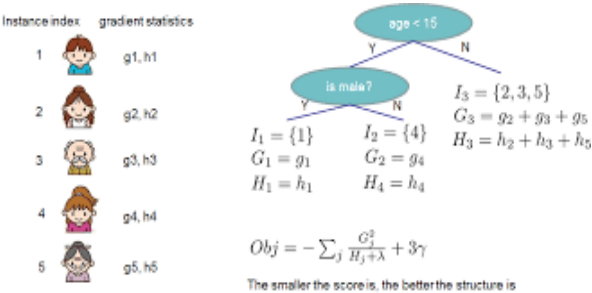 Instance index gradient statistics
1 g1, h1
2 g2, h2
3 g3, h3
4 g4, h4
5 g5, h5
age < 15
Y N
is male?
Y N
I₁ = {1}
G₁ = g₁
H₁ = h₁
I₂ = {4}
G₂ = g₄
H₄ = h₄
I₃ = {2, 3, 5}
G₃ = g₂ + g₃ + g₅
H₃ = h₂ + h₃ + h₅
Obj = − ∑ⱼ Gⱼ²/(Hⱼ+λ) + 3γ
The smaller the score is, the better the structure is